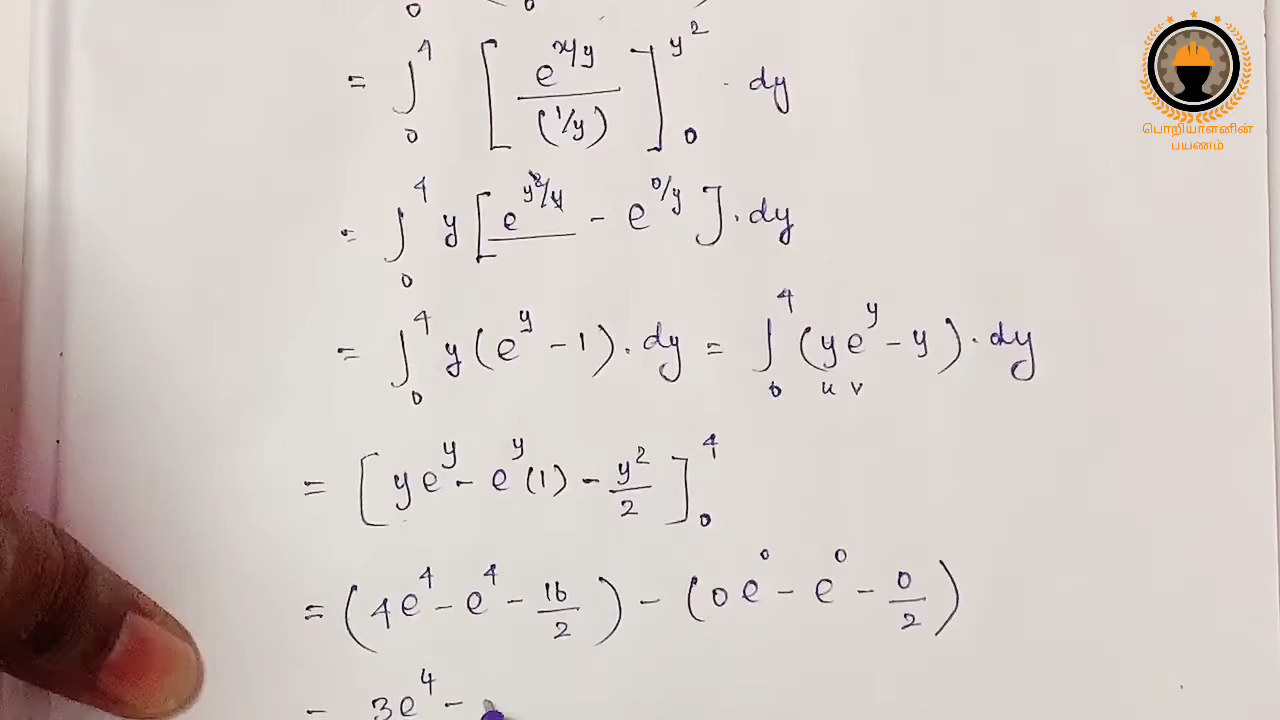 = ∫₀⁴ [ e^(x/y) / (1/y) ]₀^(y²) · dy
= ∫₀⁴ y [ e^(y²/y) - e^(0/y) ] · dy
= ∫₀⁴ y(e^y - 1) · dy = ∫₀⁴ (ye^y - y) · dy
u v
= [ ye^y - e^y(1) - y²/2 ]₀⁴
= (4e⁴ - e⁴ - 16/2) - (0e⁰ - e⁰ - 0/2)
= 3e⁴ -
பொறியாளனின்
பயணம்